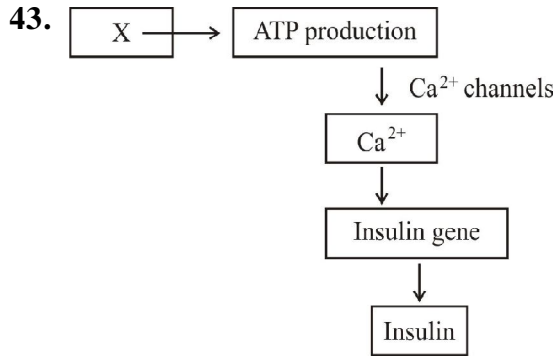 43.
X
ATP production
Ca²⁺ channels
Ca²⁺
Insulin gene
Insulin